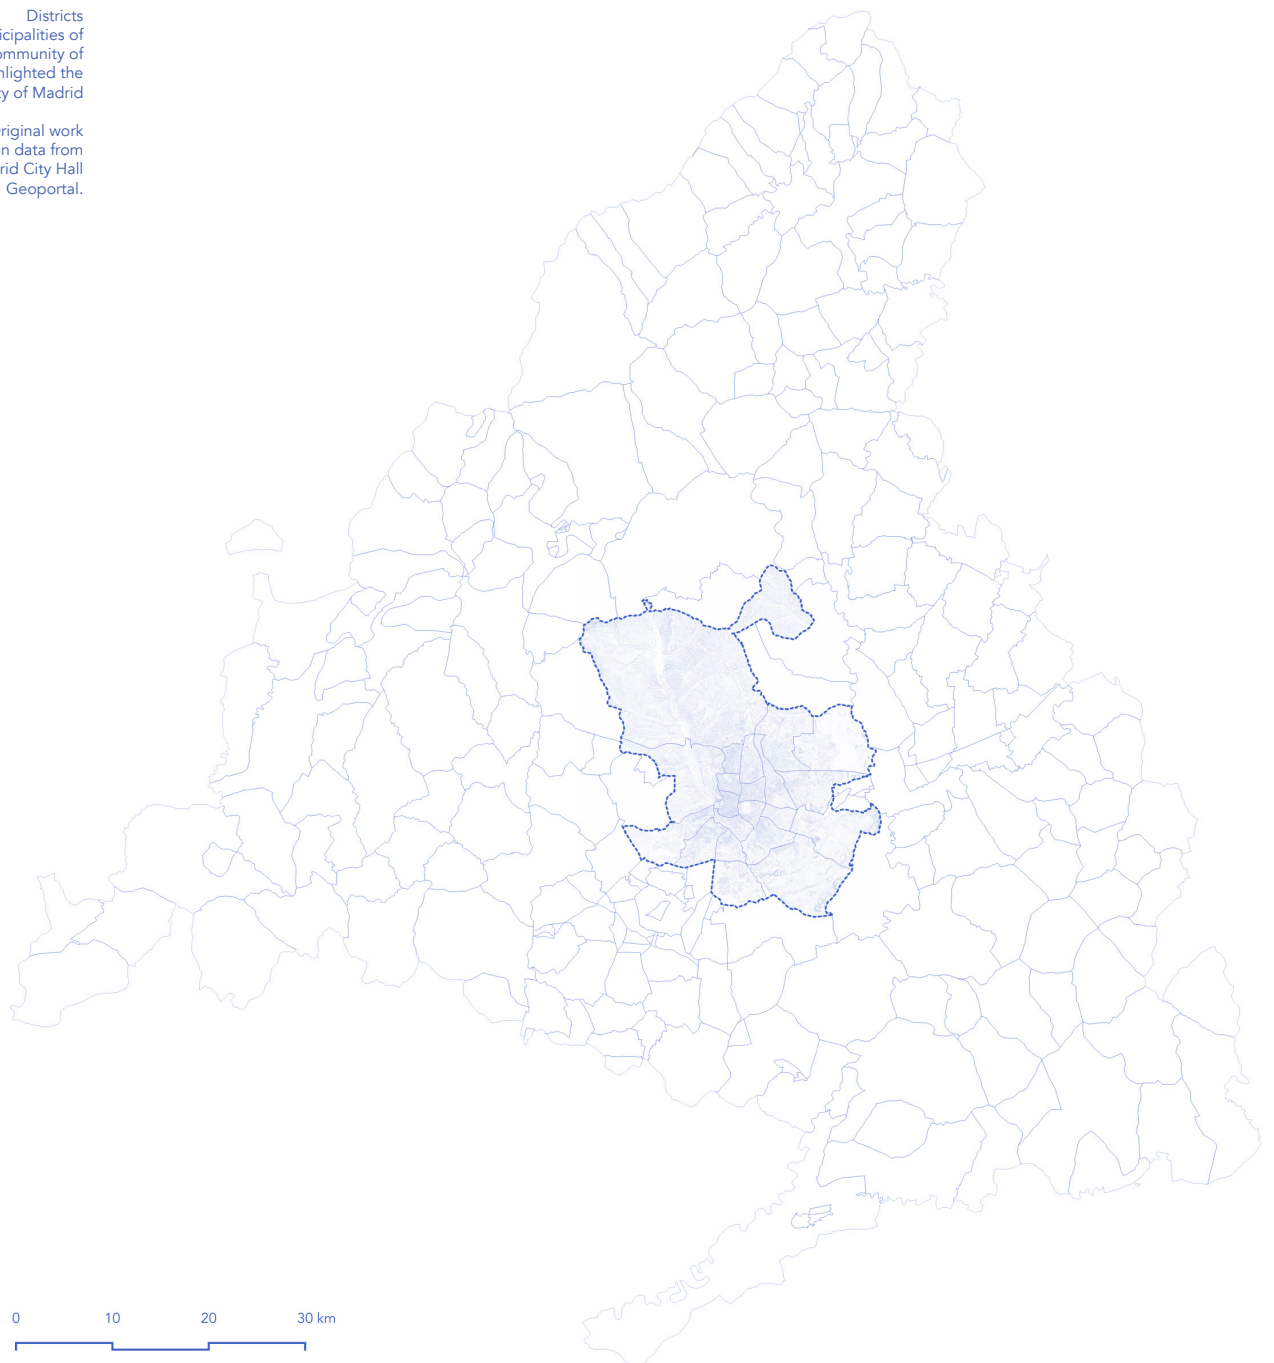 Districts
icipalities of
ommunity of
hlighted the
y of Madrid
riginal work
n data from
rid City Hall
Geoportal.
0 10 20 30 km